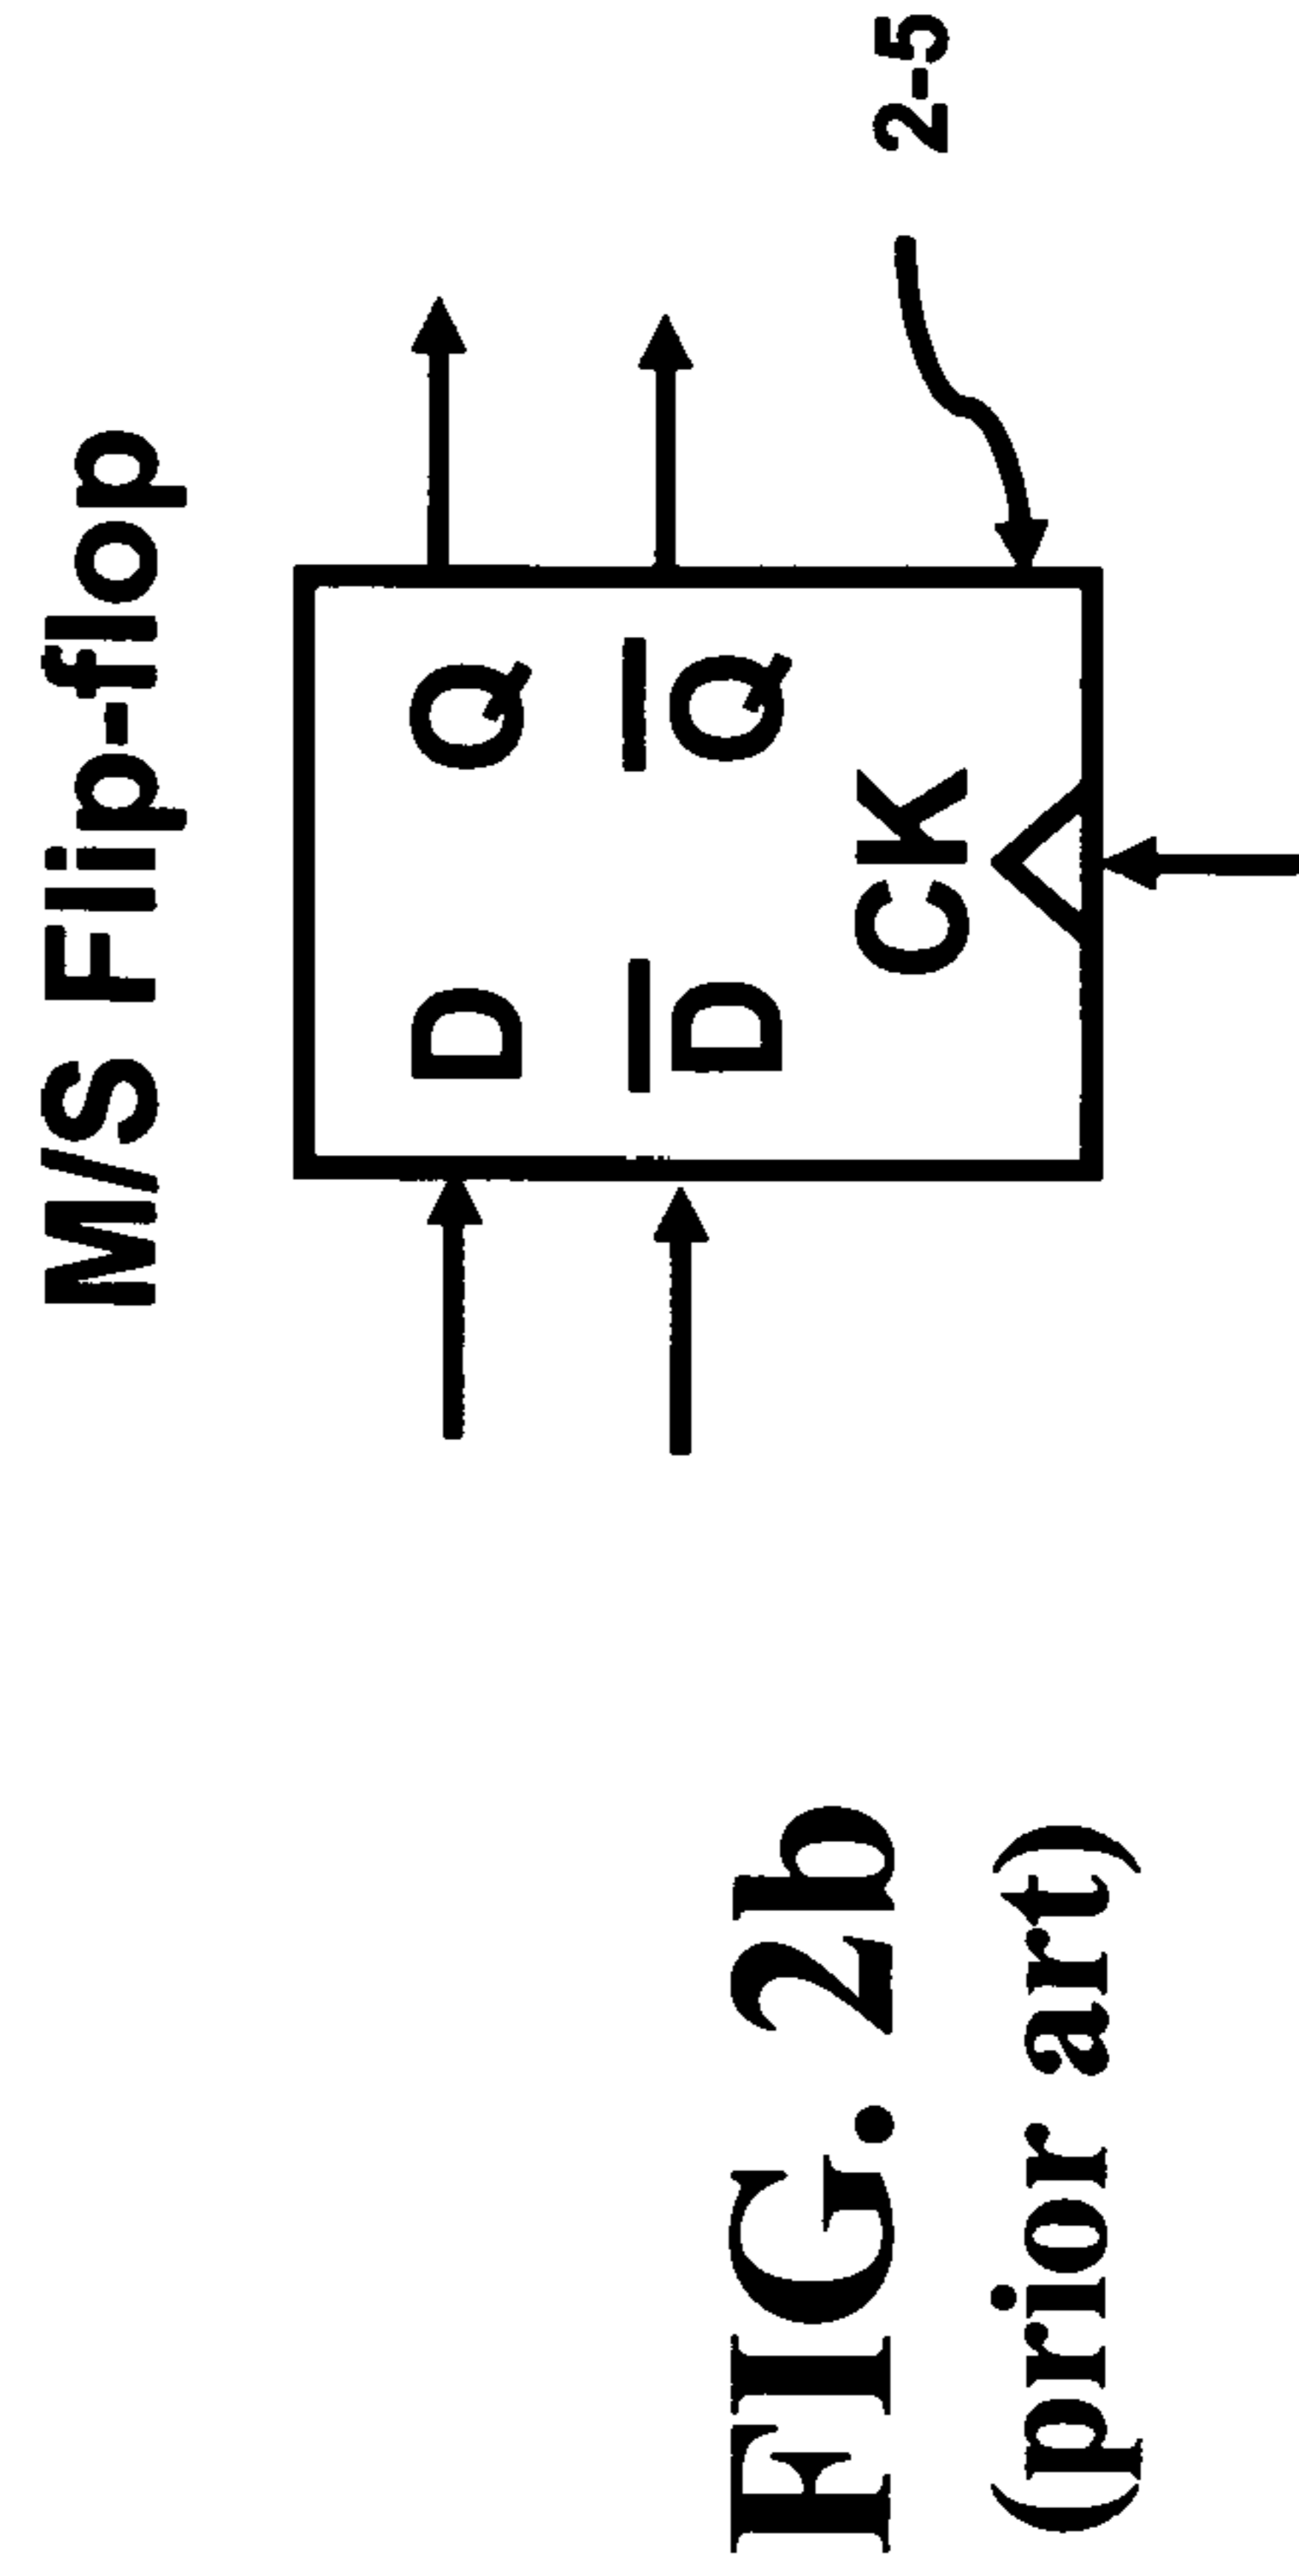 M/S Flip-flop
D Q
D̅ Q̅
CK
2-5
FIG. 2b
(prior art)